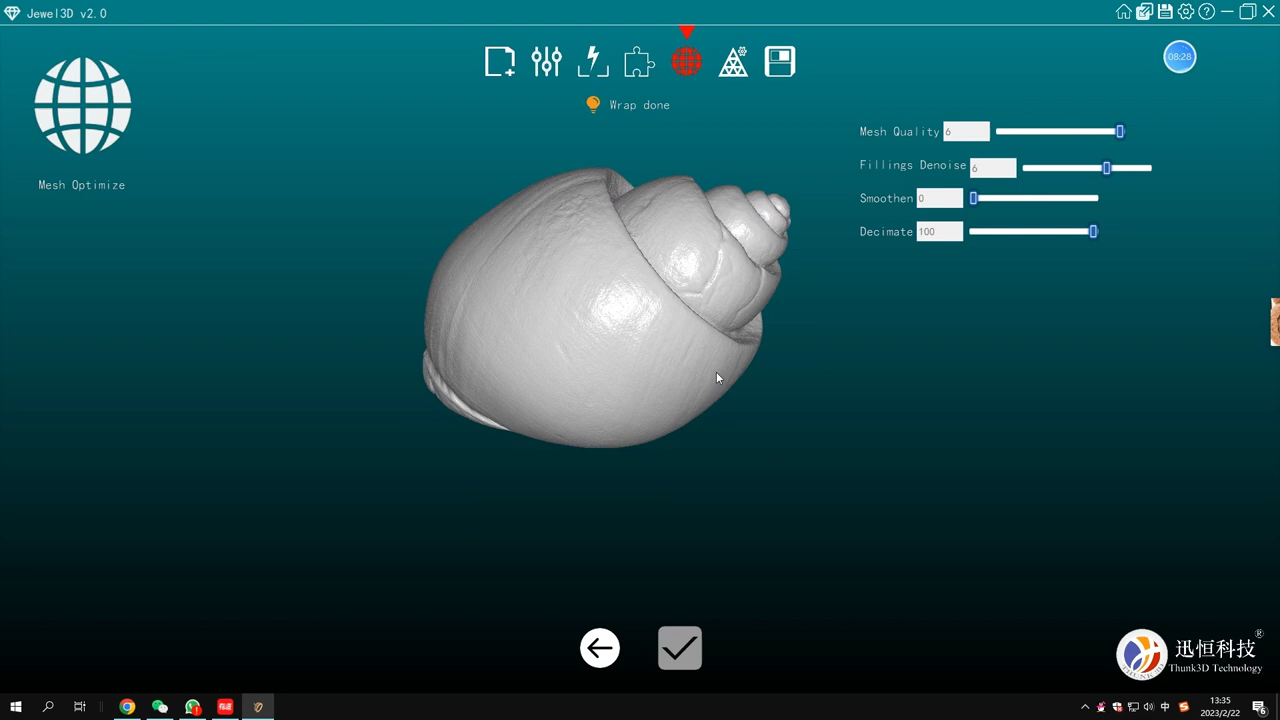 Jewel3D v2.0
08:28
Wrap done
Mesh Optimize
Mesh Quality 6
Fillings Denoise 6
Smoothen 0
Decimate 100
迅恒科技®
Thunk3D Technology
中
13:35
2023/2/22